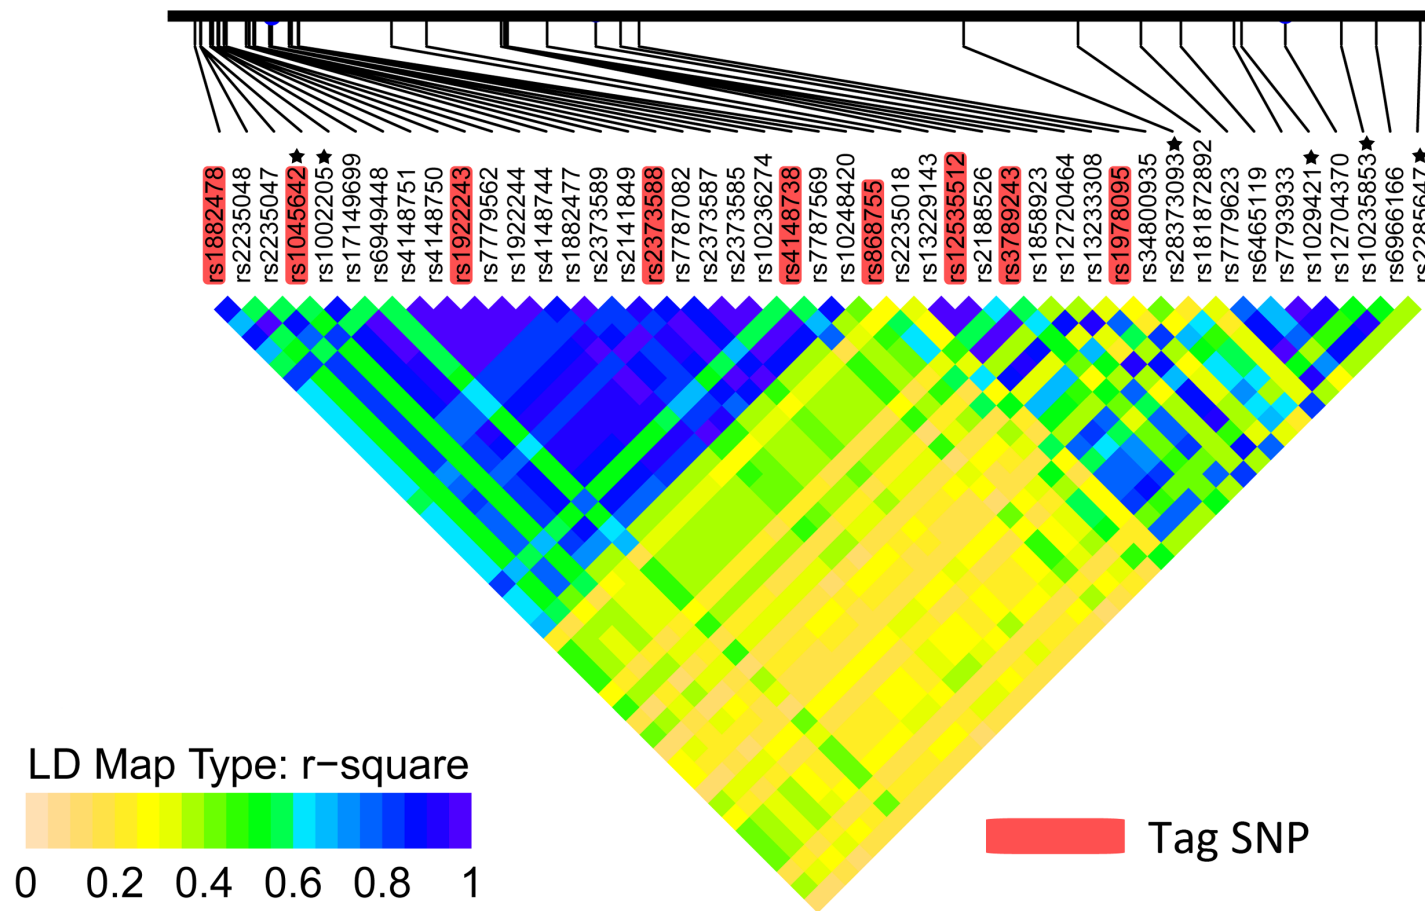 rs1882478
rs2235048
rs2235047
rs1045642
rs1002205
rs17149699
rs6949448
rs4148751
rs4148750
rs1922243
rs7779562
rs1922244
rs4148744
rs1882477
rs2373589
rs2141849
rs2373588
rs7787082
rs2373587
rs2373585
rs10236274
rs4148738
rs7787569
rs10248420
rs868755
rs2235018
rs13229143
rs12535512
rs2188526
rs3789243
rs1858923
rs12720464
rs13233308
rs1978095
rs34800935
rs28373093
rs181872892
rs7779623
rs6465119
rs77939933
rs10294216
rs12704370
rs10235853
rs6966166
LD Map Type: r−square
0 0.2 0.4 0.6 0.8 1
Tag SNP